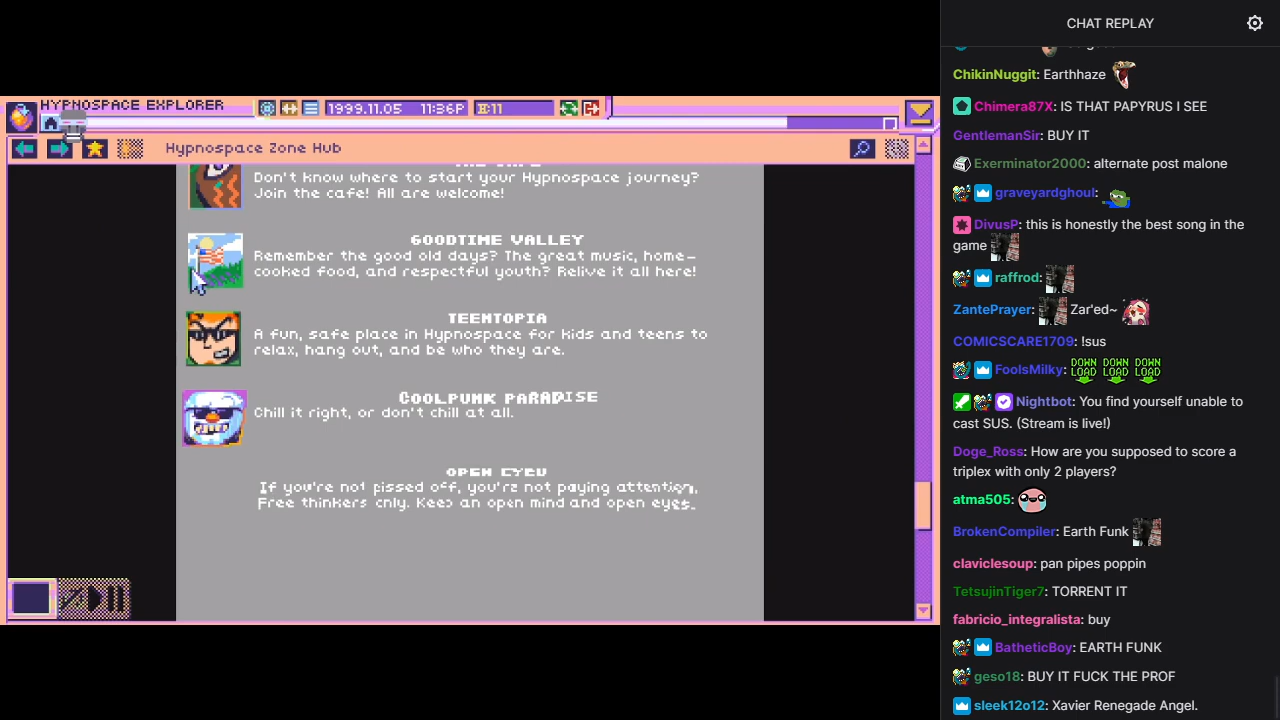 HYPNOSPACE EXPLORER
1999.11.05 11:36P
:11
Hypnospace Zone Hub
Don't know where to start your Hypnospace journey?
Join the cafe! All are welcome!
GOODTIME VALLEY
Remember the good old days? The great music, home-
cooked food, and respectful youth? Relive it all here!
TEENTOPIA
A fun, safe place in Hypnospace for kids and teens to
relax, hang out, and be who they are.
COOLPUNK PARADISE
Chill it right, or don't chill at all.
OPEN EYED
If you're not pissed off, you're not paying attention.
Free thinkers only. Keep an open mind and open eyes.
CHAT REPLAY
ChikinNuggit: Earthhaze
Chimera87X: IS THAT PAPYRUS I SEE
GentlemanSir: BUY IT
Exerminator2000: alternate post malone
graveyardghoul:
DivusP: this is honestly the best song in the
game
raffrod:
ZantePrayer: Zar'ed~
COMICSCARE1709: !sus
FoolsMilky: DOWN LOAD DOWN LOAD DOWN LOAD
Nightbot: You find yourself unable to
cast SUS. (Stream is live!)
Doge_Ross: How are you supposed to score a
triplex with only 2 players?
atma505:
BrokenCompiler: Earth Funk
claviclesoup: pan pipes poppin
TetsujinTiger7: TORRENT IT
fabricio_integralista: buy
BatheticBoy: EARTH FUNK
geso18: BUY IT FUCK THE PROF
sleek12o12: Xavier Renegade Angel.